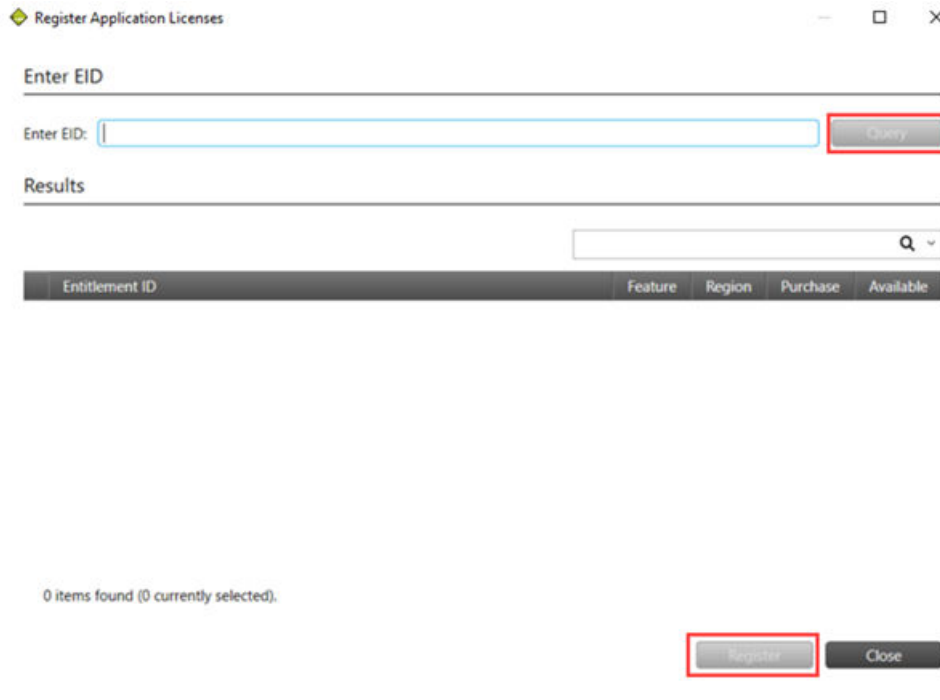 Register Application Licenses
Enter EID
Enter EID:
Query
Results
Entitlement ID Feature Region Purchase Available
0 items found (0 currently selected).
Register Close